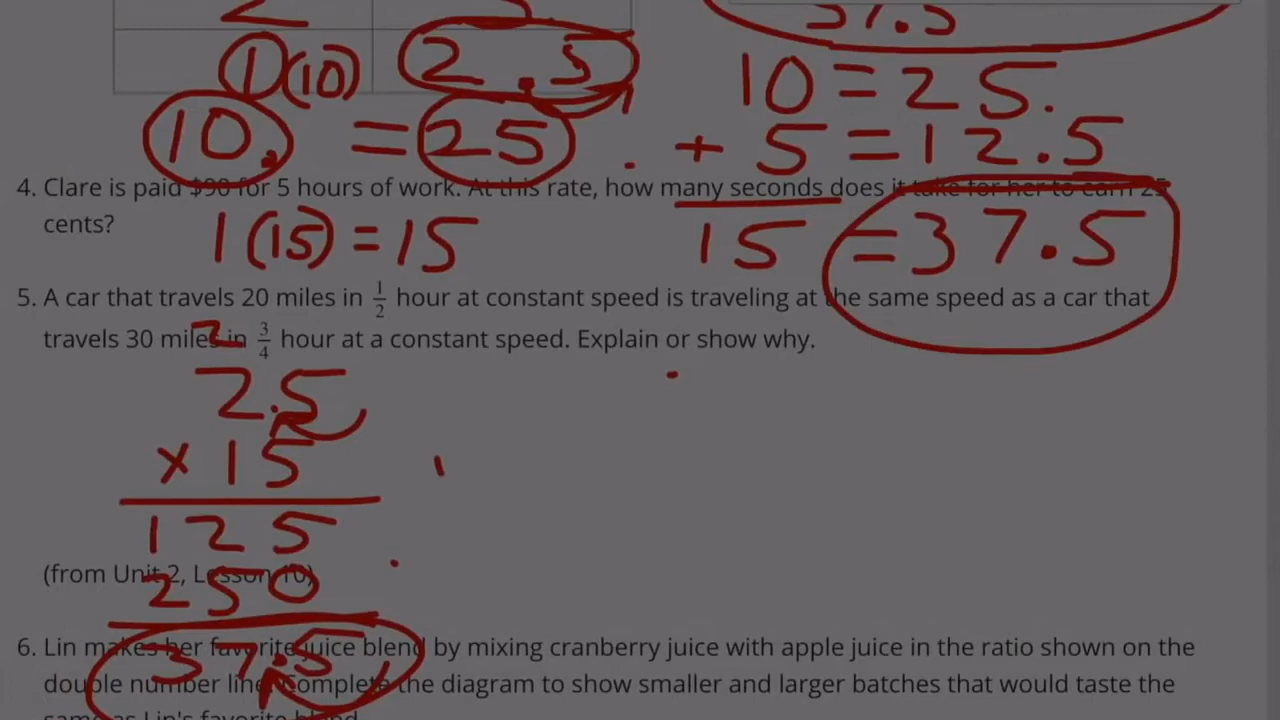 37.5
1(10) 2.5
10 = 25.
10. = 25
+ 5 = 12.5
4. Clare is paid $90 for 5 hours of work. At this rate, how many seconds does it take for her to earn 25
cents?
1(15) = 15
15 = 37.5
5. A car that travels 20 miles in 1/2 hour at constant speed is traveling at the same speed as a car that
travels 30 miles in 3/4 hour at a constant speed. Explain or show why.
2
2.5
x 15
125
(from Unit 2, Lesson 10)
250
6. Lin makes her favorite juice blend by mixing cranberry juice with apple juice in the ratio shown on the
37.5
double number line. Complete the diagram to show smaller and larger batches that would taste the
same as Lin's favorite blend.